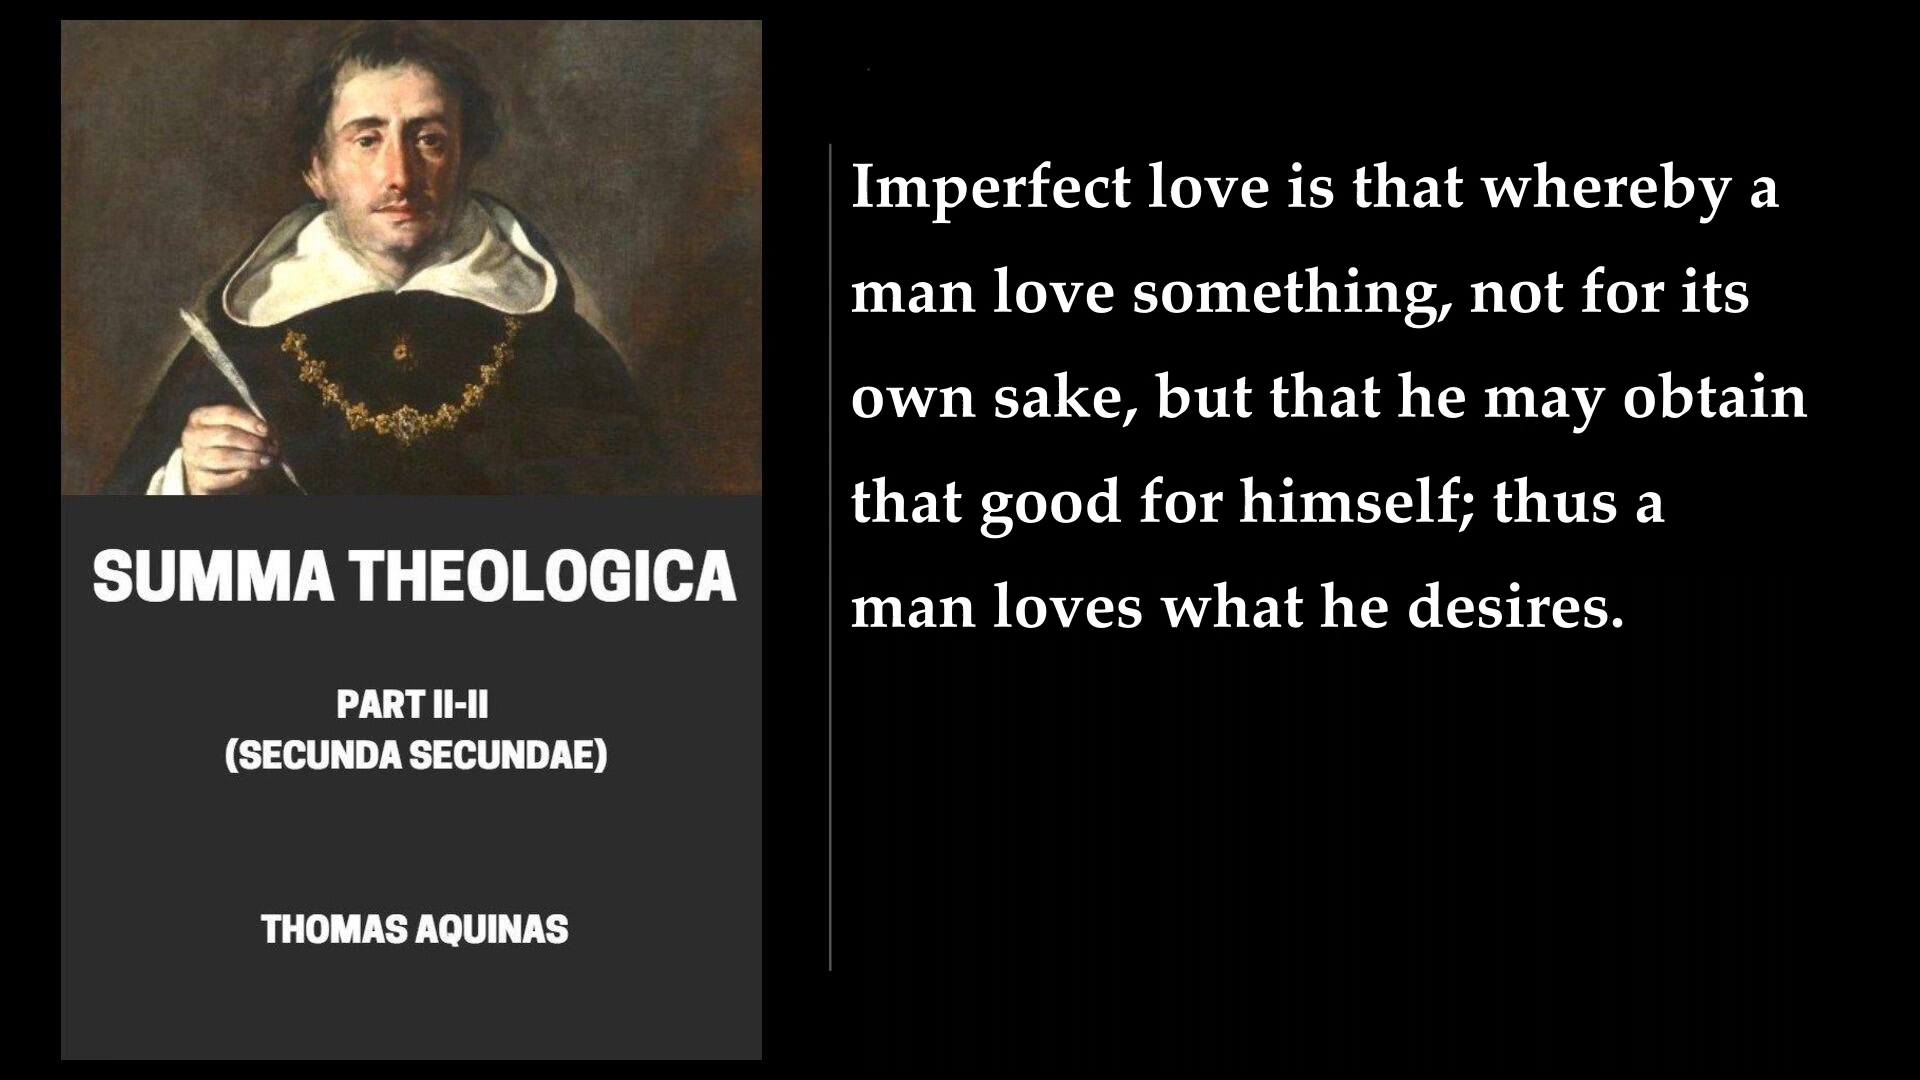 SUMMA THEOLOGICA
PART II-II
(SECUNDA SECUNDAE)
THOMAS AQUINAS
Imperfect love is that whereby a
man love something, not for its
own sake, but that he may obtain
that good for himself; thus a
man loves what he desires.